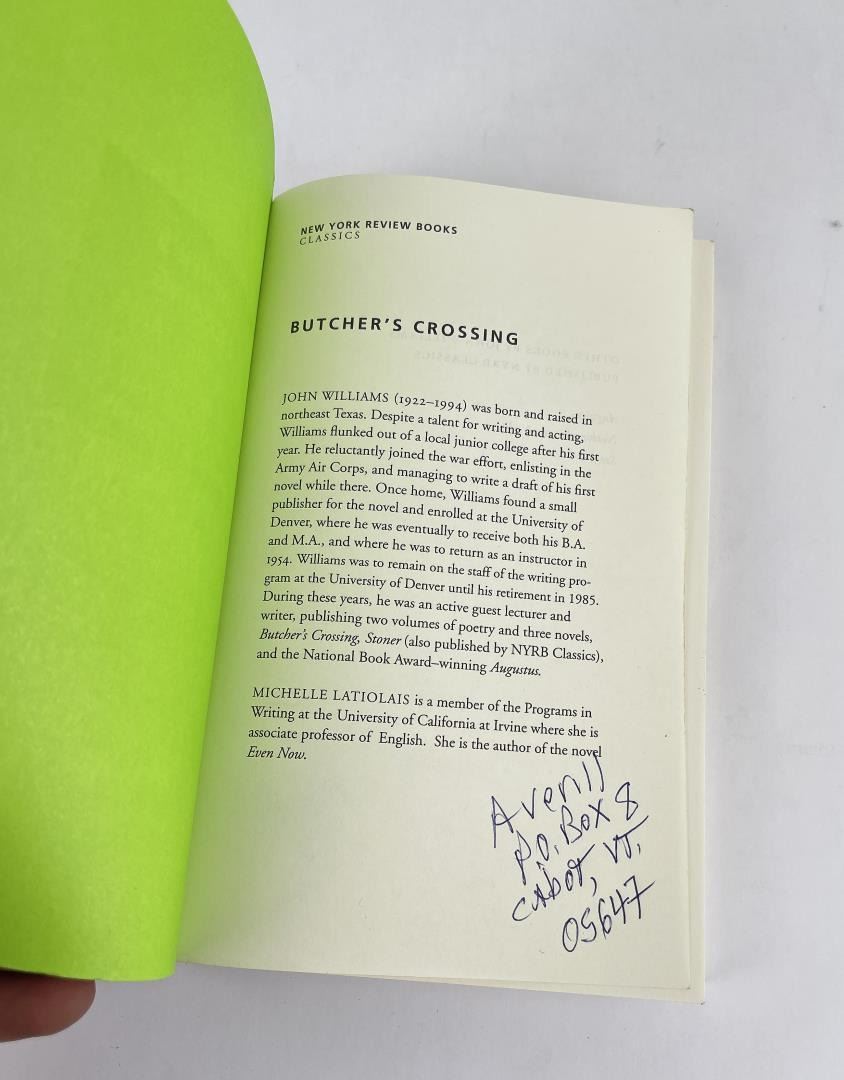 NEW YORK REVIEW BOOKS
CLASSICS
BUTCHER'S CROSSING
JOHN WILLIAMS (1922–1994) was born and raised in
northeast Texas. Despite a talent for writing and acting,
Williams flunked out of a local junior college after his first
year. He reluctantly joined the war effort, enlisting in the
Army Air Corps, and managing to write a draft of his first
novel while there. Once home, Williams found a small
publisher for the novel and enrolled at the University of
Denver, where he was eventually to receive both his B.A.
and M.A., and where he was to return as an instructor in
1954. Williams was to remain on the staff of the writing pro-
gram at the University of Denver until his retirement in 1985.
During these years, he was an active guest lecturer and
writer, publishing two volumes of poetry and three novels,
Butcher's Crossing, Stoner (also published by NYRB Classics),
and the National Book Award–winning Augustus.
MICHELLE LATIOLAIS is a member of the Programs in
Writing at the University of California at Irvine where she is
associate professor of English. She is the author of the novel
Even Now.
Averill
P.O. Box 8
Cabot, VT.
05647